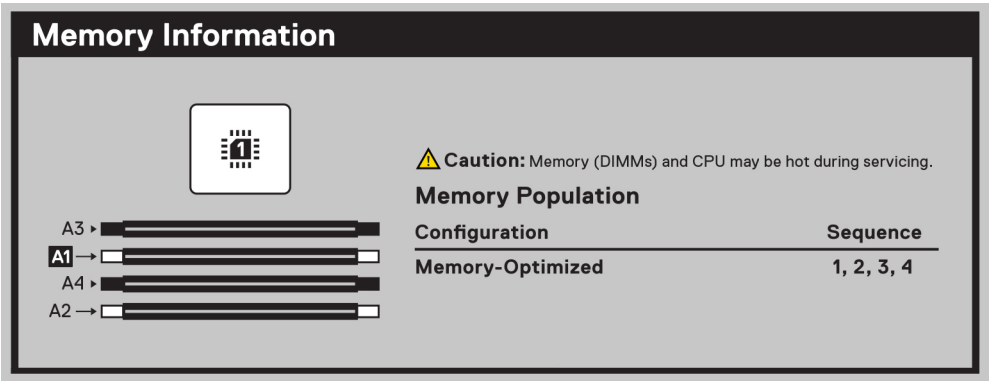 Memory Information
1
A3
A1
A4
A2
Caution: Memory (DIMMs) and CPU may be hot during servicing.
Memory Population
Configuration Sequence
Memory-Optimized 1, 2, 3, 4